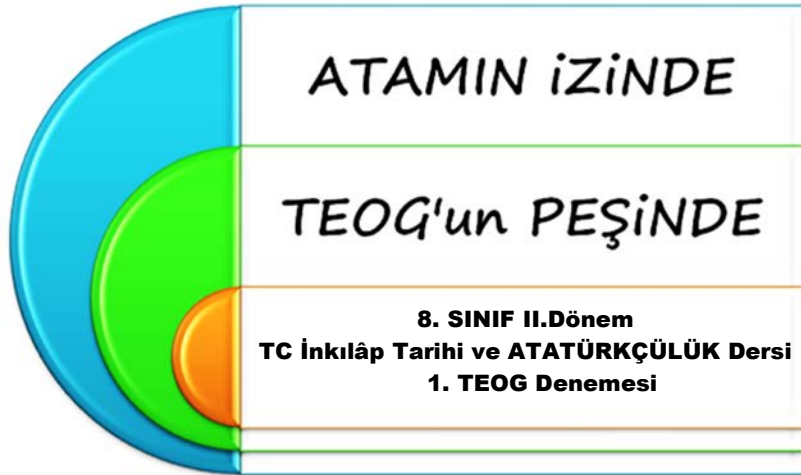 ATAMIN iZiNDE
TEOG'un PEŞiNDE
8. SINIF II.Dönem
TC İnkılâp Tarihi ve ATATÜRKÇÜLÜK Dersi
1. TEOG Denemesi